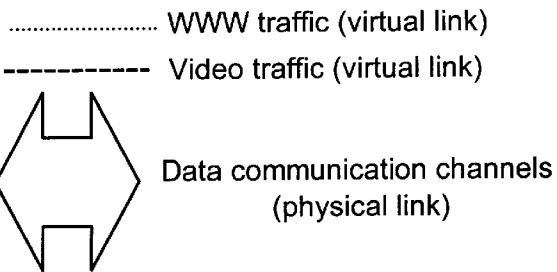 WWW traffic (virtual link)
Video traffic (virtual link)
Data communication channels
(physical link)